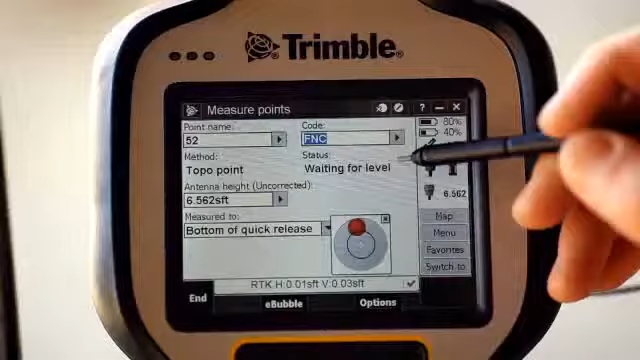 Trimble®
Measure points ? – ×
Point name: Code: 80%
52 FNC 40%
Method: Status:
Topo point Waiting for level
Antenna height (Uncorrected): 6.562
6.562sft
Measured to: Map
Bottom of quick release Menu
Favorites
Switch to
RTK H:0.01sft V:0.03sft
End eBubble Options